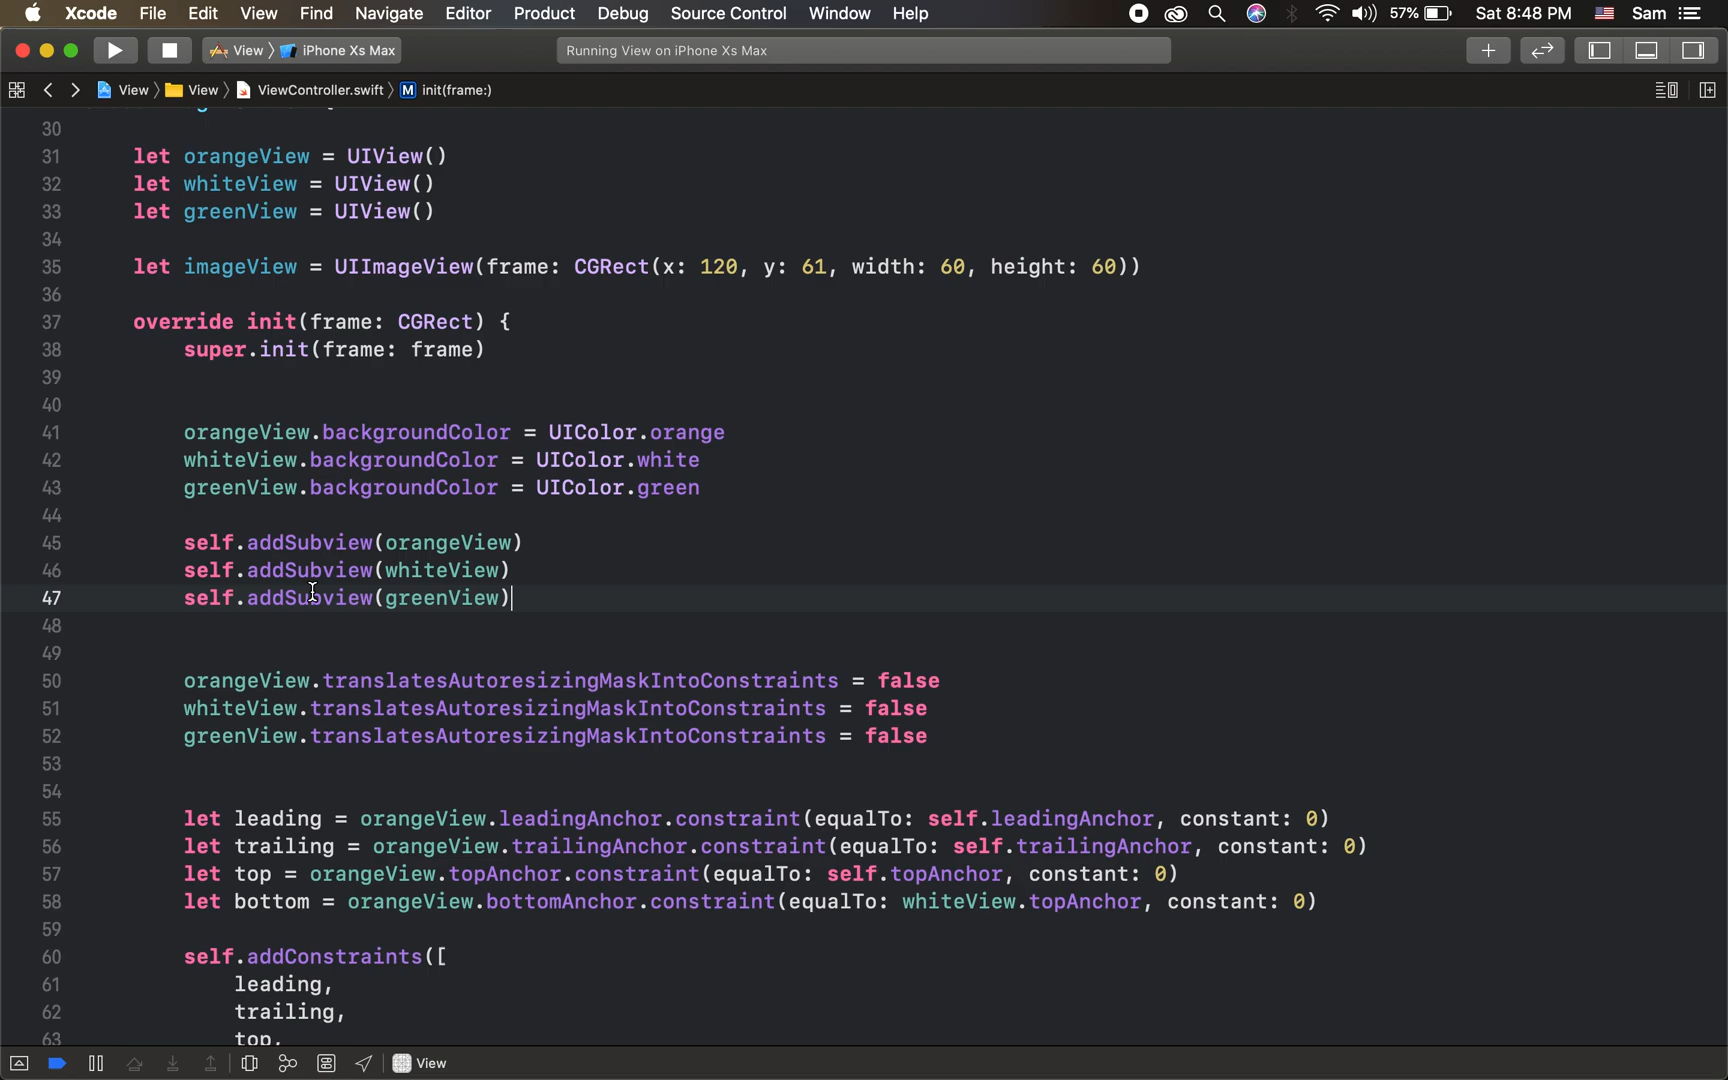 Xcode File Edit View Find Navigate Editor Product Debug Source Control Window Help 57% Sat 8:48 PM Sam
View iPhone Xs Max Running View on iPhone Xs Max
View View ViewController.swift M init(frame:)
30
31 let orangeView = UIView()
32 let whiteView = UIView()
33 let greenView = UIView()
34
35 let imageView = UIImageView(frame: CGRect(x: 120, y: 61, width: 60, height: 60))
36
37 override init(frame: CGRect) {
38 super.init(frame: frame)
39
40
41 orangeView.backgroundColor = UIColor.orange
42 whiteView.backgroundColor = UIColor.white
43 greenView.backgroundColor = UIColor.green
44
45 self.addSubview(orangeView)
46 self.addSubview(whiteView)
47 self.addSubview(greenView)
48
49
50 orangeView.translatesAutoresizingMaskIntoConstraints = false
51 whiteView.translatesAutoresizingMaskIntoConstraints = false
52 greenView.translatesAutoresizingMaskIntoConstraints = false
53
54
55 let leading = orangeView.leadingAnchor.constraint(equalTo: self.leadingAnchor, constant: 0)
56 let trailing = orangeView.trailingAnchor.constraint(equalTo: self.trailingAnchor, constant: 0)
57 let top = orangeView.topAnchor.constraint(equalTo: self.topAnchor, constant: 0)
58 let bottom = orangeView.bottomAnchor.constraint(equalTo: whiteView.topAnchor, constant: 0)
59
60 self.addConstraints([
61 leading,
62 trailing,
63 top,
View